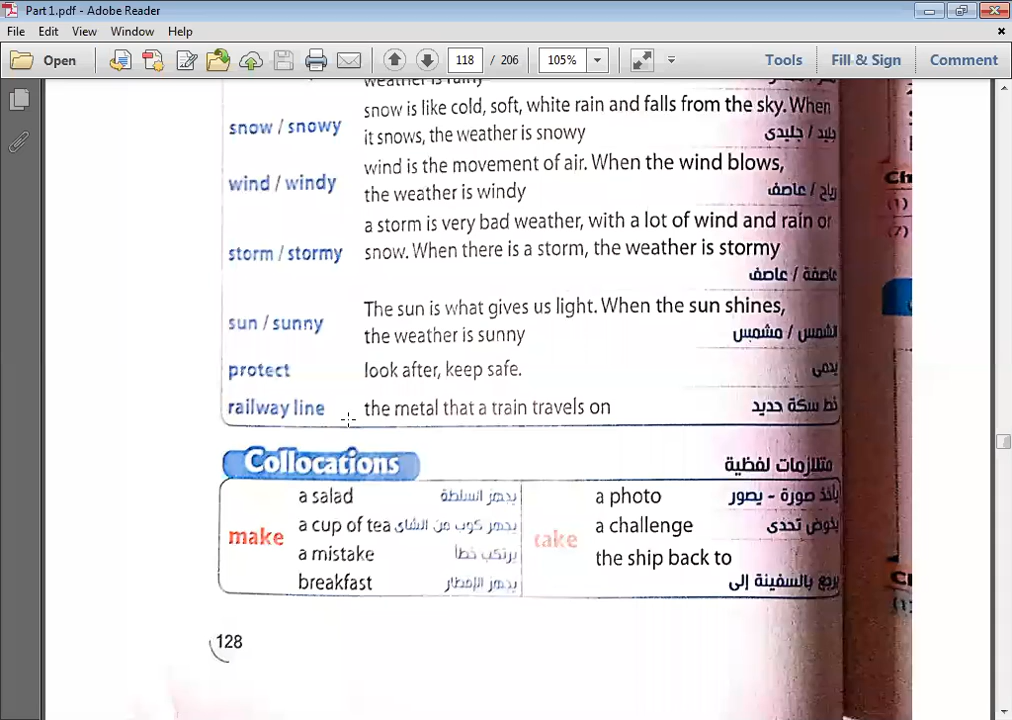 Part 1.pdf - Adobe Reader
File Edit View Window Help
Open 118 / 206 105% Tools Fill & Sign Comment
weather is rainy
snow / snowy snow is like cold, soft, white rain and falls from the sky. When
it snows, the weather is snowy جليد / جليدى
wind / windy wind is the movement of air. When the wind blows,
the weather is windy رياح / عاصف
storm / stormy a storm is very bad weather, with a lot of wind and rain or
snow. When there is a storm, the weather is stormy
عاصفة / عاصف
sun / sunny The sun is what gives us light. When the sun shines,
the weather is sunny الشمس / مشمس
protect look after, keep safe. يحمى
railway line the metal that a train travels on خط سكة حديد
Collocations متلازمات لفظية
make
a salad يجهز السلطة
a cup of tea يجهز كوب من الشاى
a mistake يرتكب خطأ
breakfast يجهز الإفطار
take
a photo يأخذ صورة - يصور
a challenge يخوض تحدى
the ship back to
يرجع بالسفينة إلى
128
Ch
(1)
(7)
(1)